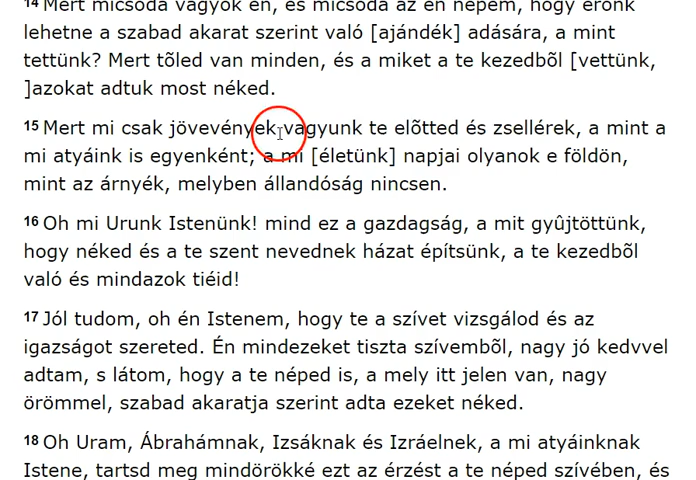 14 Mert micsoda vagyok én, és micsoda az én népem, hogy erõnk
lehetne a szabad akarat szerint való [ajándék] adására, a mint
tettünk? Mert tõled van minden, és a miket a te kezedbõl [vettünk,
]azokat adtuk most néked.
15 Mert mi csak jövevények vagyunk te elõtted és zsellérek, a mint a
mi atyáink is egyenként; a mi [életünk] napjai olyanok e földön,
mint az árnyék, melyben állandóság nincsen.
16 Oh mi Urunk Istenünk! mind ez a gazdagság, a mit gyûjtöttünk,
hogy néked és a te szent nevednek házat építsünk, a te kezedbõl
való és mindazok tiéid!
17 Jól tudom, oh én Istenem, hogy te a szívet vizsgálod és az
igazságot szereted. Én mindezeket tiszta szívembõl, nagy jó kedvvel
adtam, s látom, hogy a te néped is, a mely itt jelen van, nagy
örömmel, szabad akaratja szerint adta ezeket néked.
18 Oh Uram, Ábrahámnak, Izsáknak és Izráelnek, a mi atyáinknak
Istene, tartsd meg mindörökké ezt az érzést a te néped szívében, és